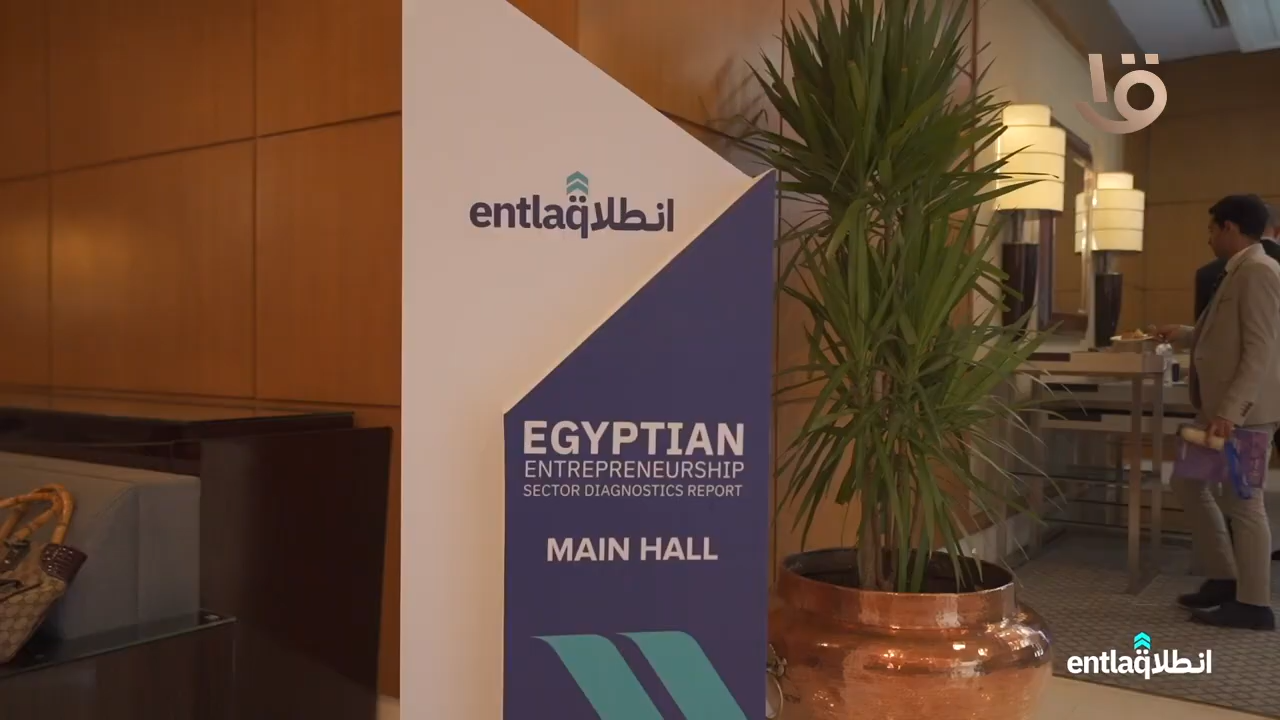 entlaq̈انطلاق
EGYPTIAN
ENTREPRENEURSHIP
SECTOR DIAGNOSTICS REPORT
MAIN HALL
entlaq̈انطلاق